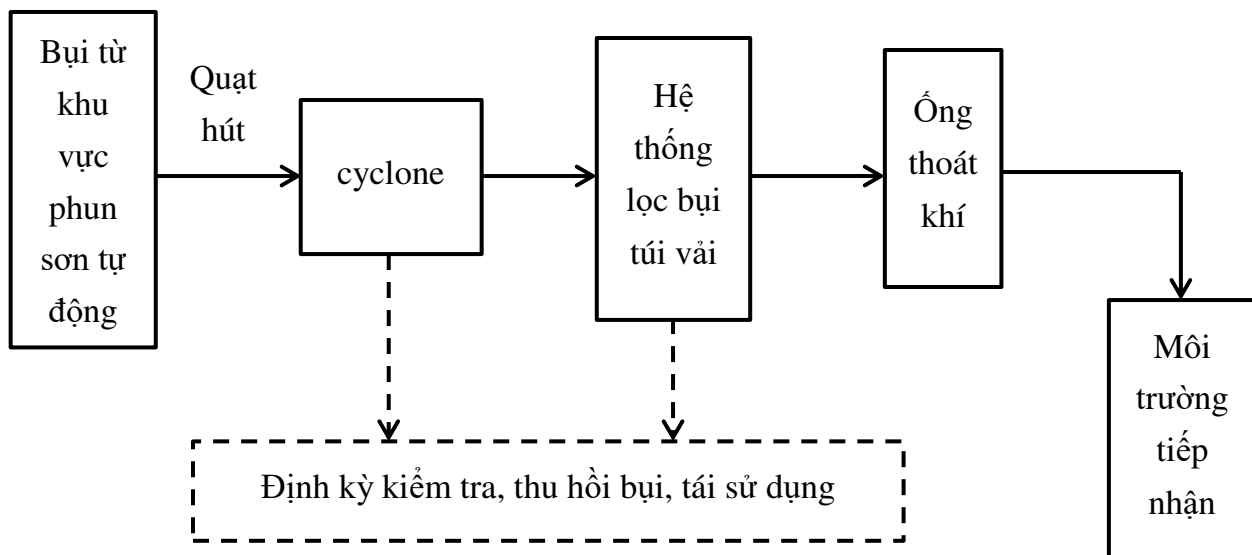 Bụi từ
khu
vực
phun
sơn tự
động
Quạt
hút
cyclone
Hệ
thống
lọc bụi
túi vải
Ống
thoát
khí
Môi
trường
tiếp
nhận
Định kỳ kiểm tra, thu hồi bụi, tái sử dụng